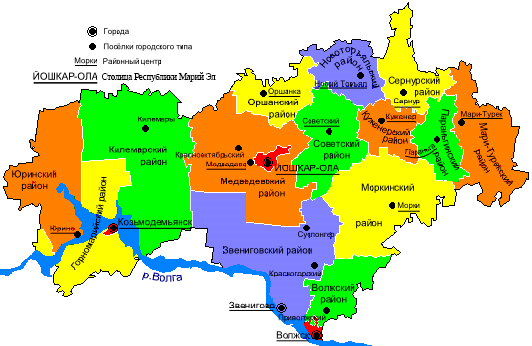 Города
Посёлки городского типа
Морки Районный центр
ЙОШКАР-ОЛА Столица Республики Марий Эл
Новоторъяльский район
Новый Торъял
Сернурский район
Сернур
Оршанка
Оршанский район
Советский
Советский район
Куженер
Куженерский район
Параньгинский район
Параньга
Мари-Турек
Мари-Турекский район
Килемары
Килемарский район
Краснооктябрьский
Медведево
ЙОШКАР-ОЛА
Медведевский район
Юринский район
Юрино
Горномарийский район
Козьмодемьянск
Моркинский район
Морки
Суслонгер
Звениговский район
Красногорский
р.Волга
Звенигово
Волжский район
Приволжский
Волжск